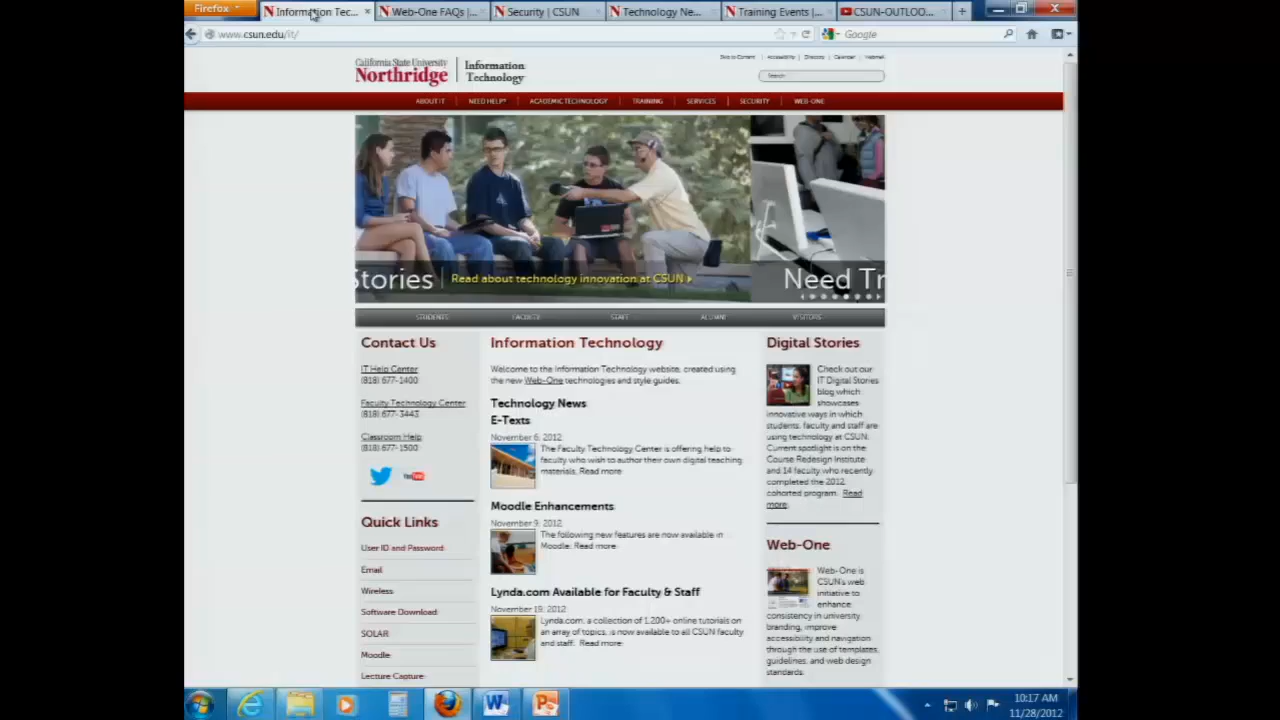 Firefox
Information Tec...
Web-One FAQs |...
Security | CSUN
Technology Ne...
Training Events |...
CSUN-OUTLOO...
www.csun.edu/it/
Google
Skip to Content
Accessibility
Directory
Calendar
Webmail
California State University
Northridge
Information
Technology
Search
ABOUT IT
NEED HELP?
ACADEMIC TECHNOLOGY
TRAINING
SERVICES
SECURITY
WEB-ONE
Stories
Read about technology innovation at CSUN
Need Tr
STUDENTS
FACULTY
STAFF
ALUMNI
VISITORS
Contact Us
IT Help Center
(818) 677-1400
Faculty Technology Center
(818) 677-3443
Classroom Help
(818) 677-1500
YouTube
Quick Links
User ID and Password
Email
Wireless
Software Download
SOLAR
Moodle
Lecture Capture
Information Technology
Welcome to the Information Technology website, created using
the new Web-One technologies and style guides.
Technology News
E-Texts
November 6, 2012
The Faculty Technology Center is offering help to
faculty who wish to author their own digital teaching
materials. Read more
Moodle Enhancements
November 9, 2012
The following new features are now available in
Moodle: Read more
Lynda.com Available for Faculty & Staff
November 19, 2012
Lynda.com, a collection of 1,200+ online tutorials on
an array of topics, is now available to all CSUN faculty
and staff. Read more
Digital Stories
Check out our
IT Digital Stories
blog which
showcases
innovative ways in which
students, faculty and staff are
using technology at CSUN.
Current spotlight is on the
Course Redesign Institute
and 14 faculty who recently
completed the 2012
cohorted program. Read
more
Web-One
Web-One is
CSUN's web
initiative to
enhance
consistency in university
branding, improve
accessibility and navigation
through the use of templates,
guidelines, and web design
standards.
10:17 AM
11/28/2012